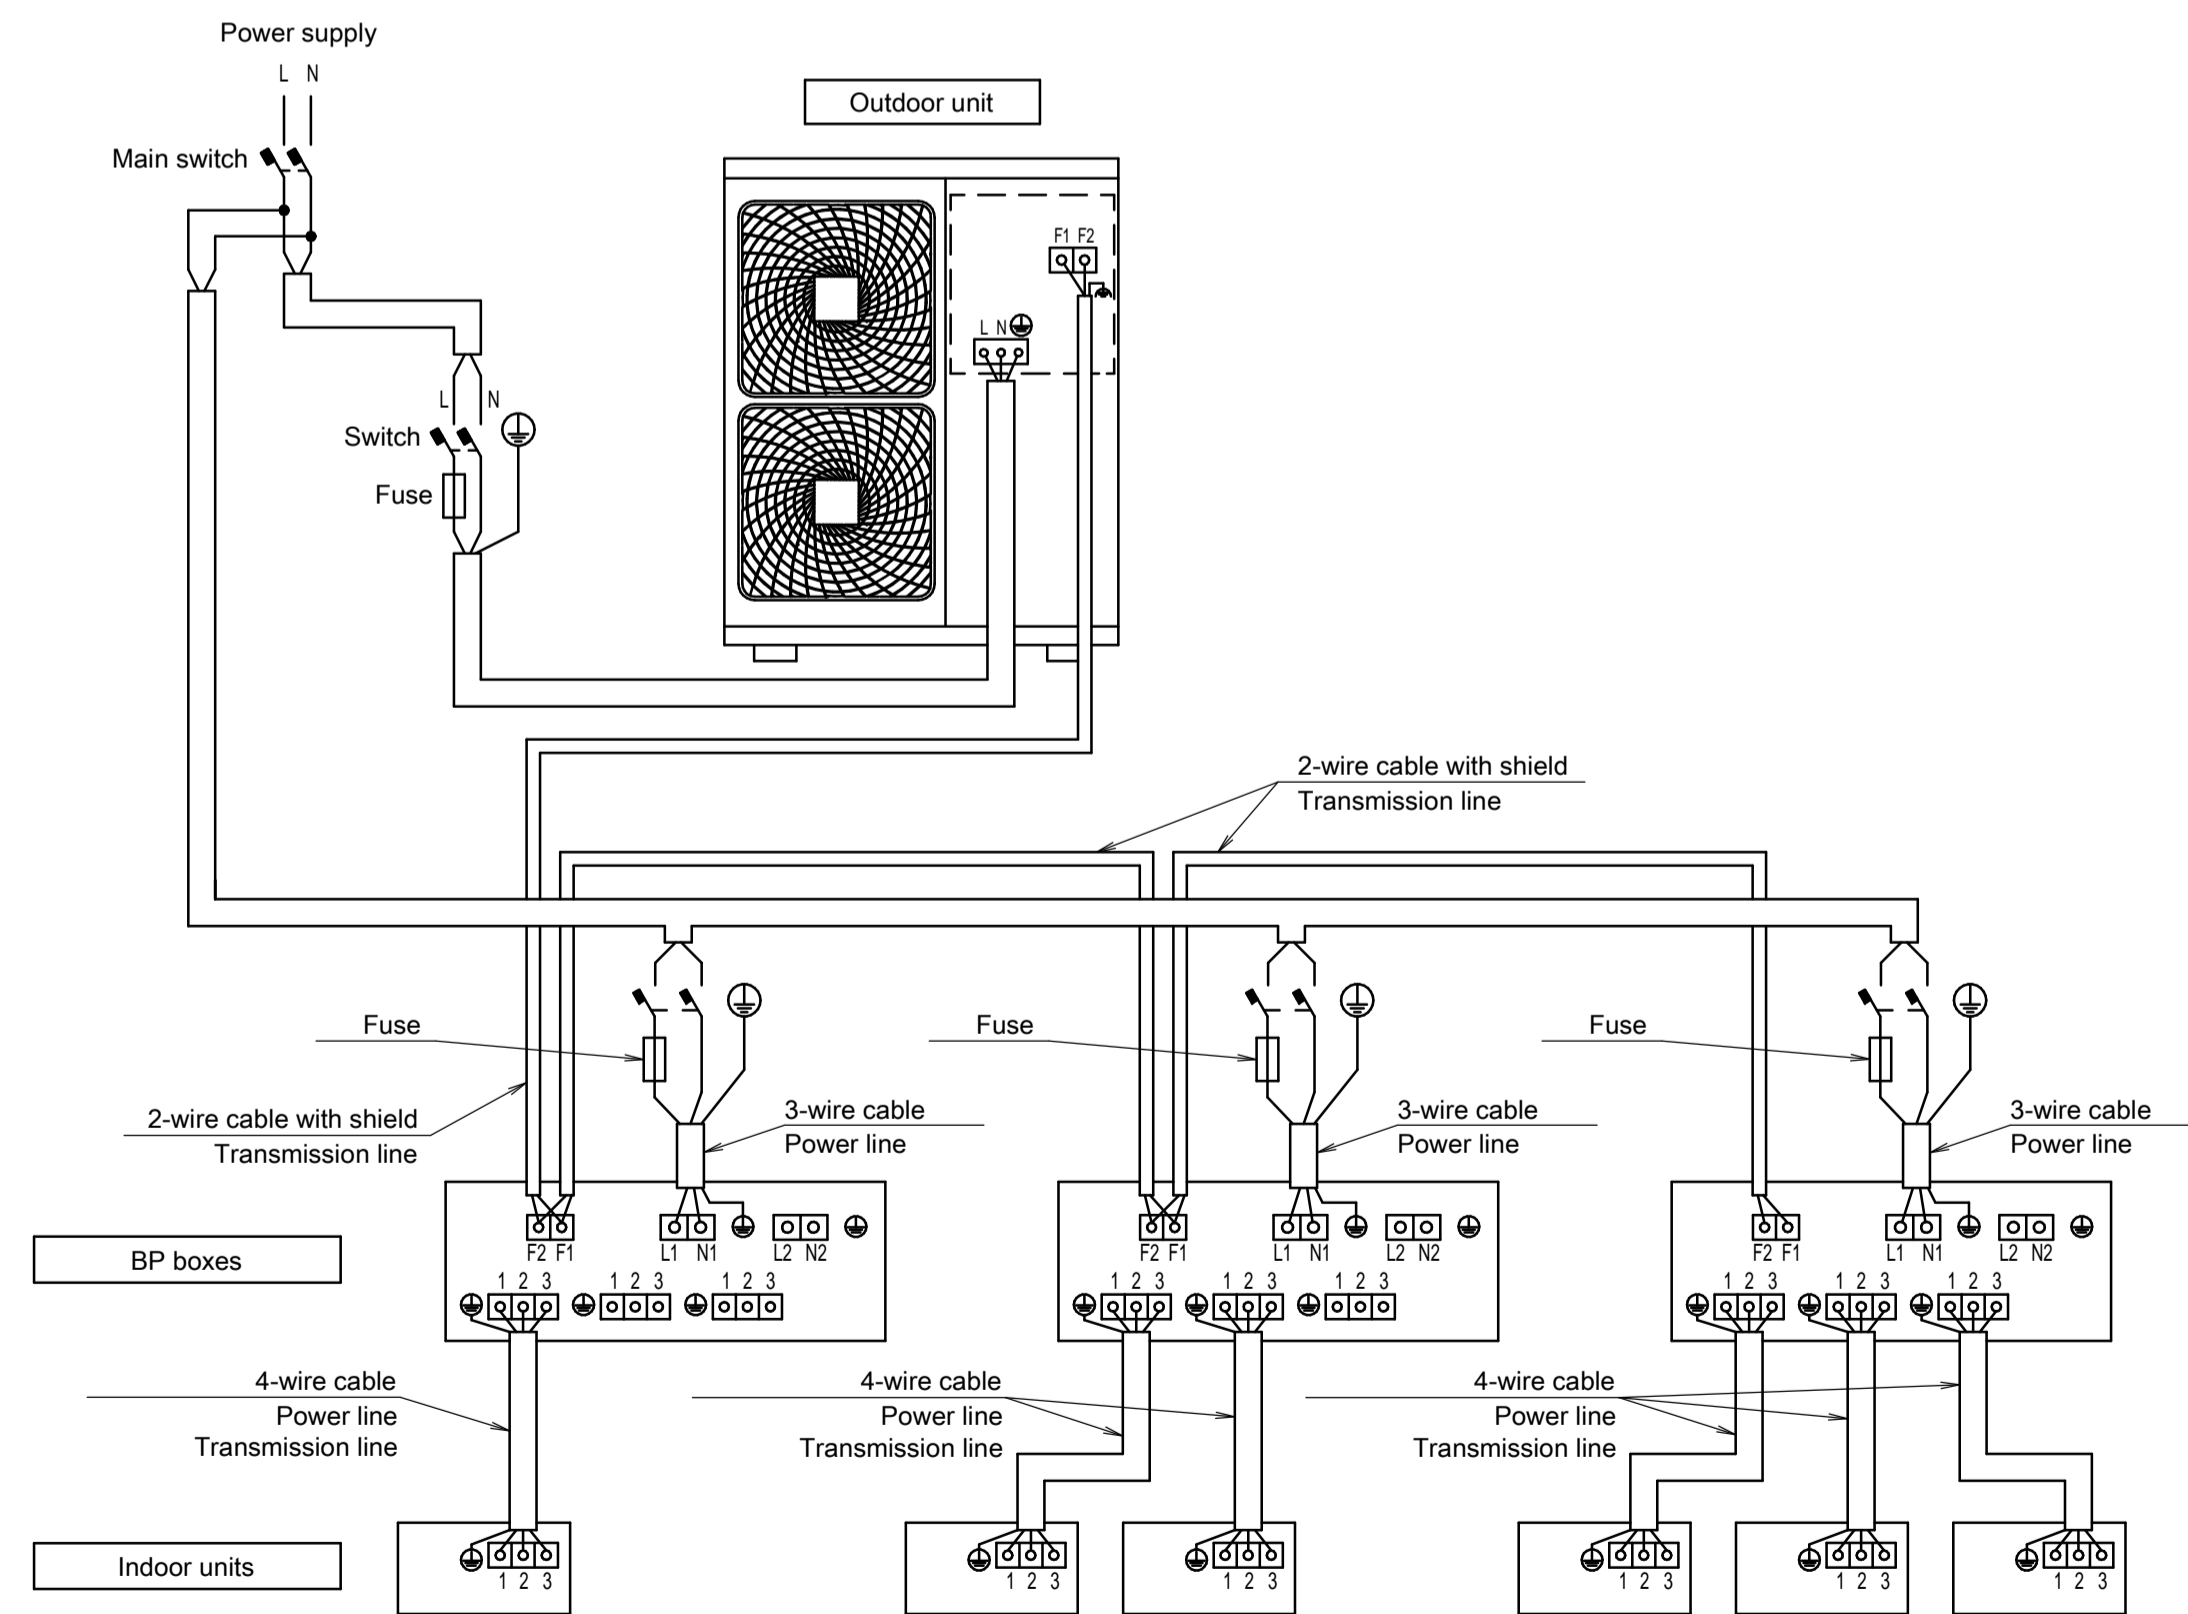 Power supply
L N
Outdoor unit
Main switch
F1 F2
L N
L N
Switch
Fuse
2-wire cable with shield
Transmission line
Fuse
Fuse
Fuse
2-wire cable with shield
Transmission line
3-wire cable
Power line
3-wire cable
Power line
3-wire cable
Power line
BP boxes
F2 F1 L1 N1 L2 N2
1 2 3 1 2 3 1 2 3
F2 F1 L1 N1 L2 N2
1 2 3 1 2 3 1 2 3
F2 F1 L1 N1 L2 N2
1 2 3 1 2 3 1 2 3
4-wire cable
Power line
Transmission line
4-wire cable
Power line
Transmission line
4-wire cable
Power line
Transmission line
Indoor units
1 2 3
1 2 3
1 2 3
1 2 3
1 2 3
1 2 3